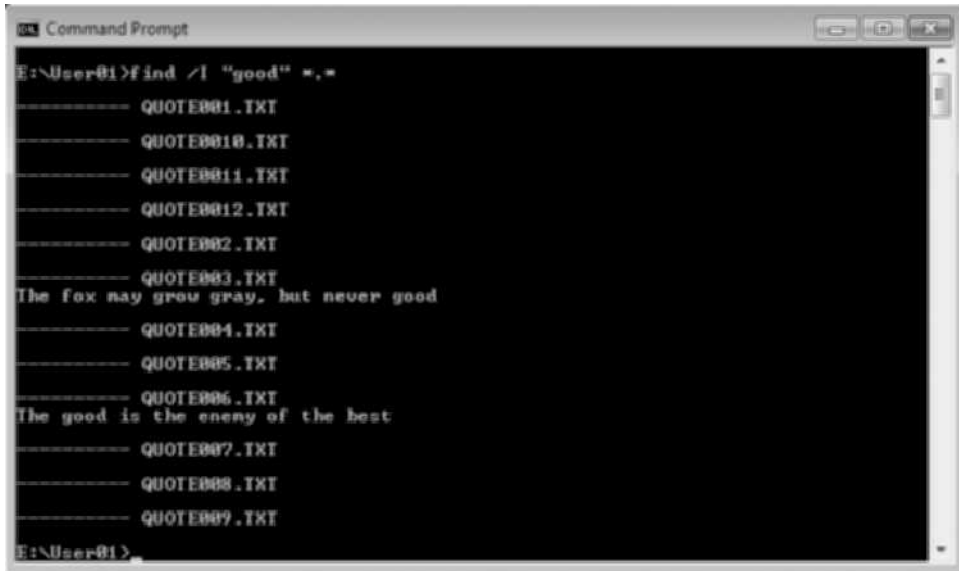 Command Prompt
E:\User01>find /I "good" *.*
---------- QUOTE001.TXT
---------- QUOTE0010.TXT
---------- QUOTE0011.TXT
---------- QUOTE0012.TXT
---------- QUOTE002.TXT
---------- QUOTE003.TXT
The fox may grow gray, but never good
---------- QUOTE004.TXT
---------- QUOTE005.TXT
---------- QUOTE006.TXT
The good is the enemy of the best
---------- QUOTE007.TXT
---------- QUOTE008.TXT
---------- QUOTE009.TXT
E:\User01>_